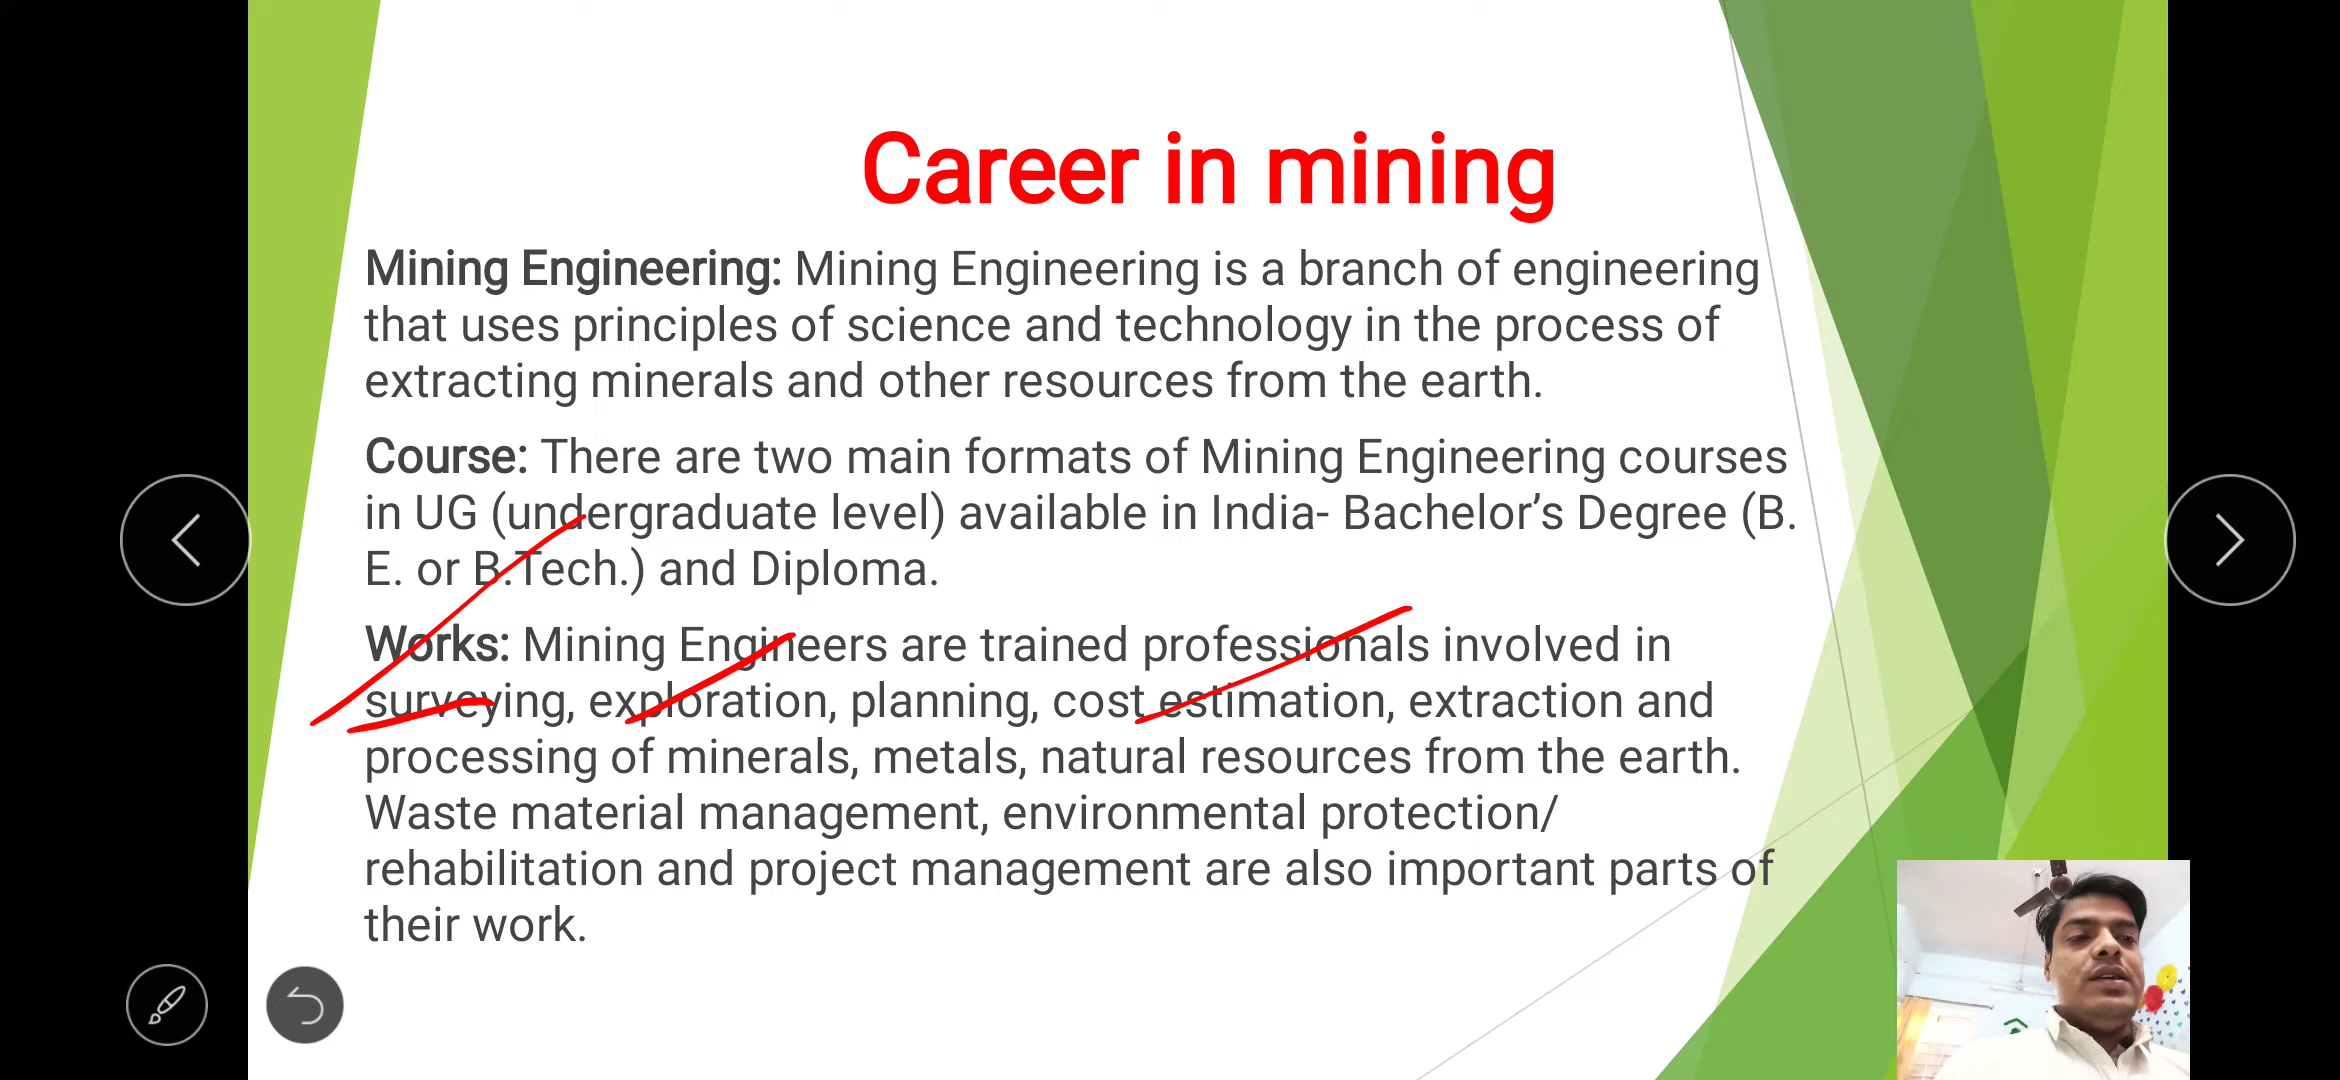 Career in mining
Mining Engineering: Mining Engineering is a branch of engineering
that uses principles of science and technology in the process of
extracting minerals and other resources from the earth.
Course: There are two main formats of Mining Engineering courses
in UG (undergraduate level) available in India- Bachelor’s Degree (B.
E. or B.Tech.) and Diploma.
Works: Mining Engineers are trained professionals involved in
surveying, exploration, planning, cost estimation, extraction and
processing of minerals, metals, natural resources from the earth.
Waste material management, environmental protection/
rehabilitation and project management are also important parts of
their work.